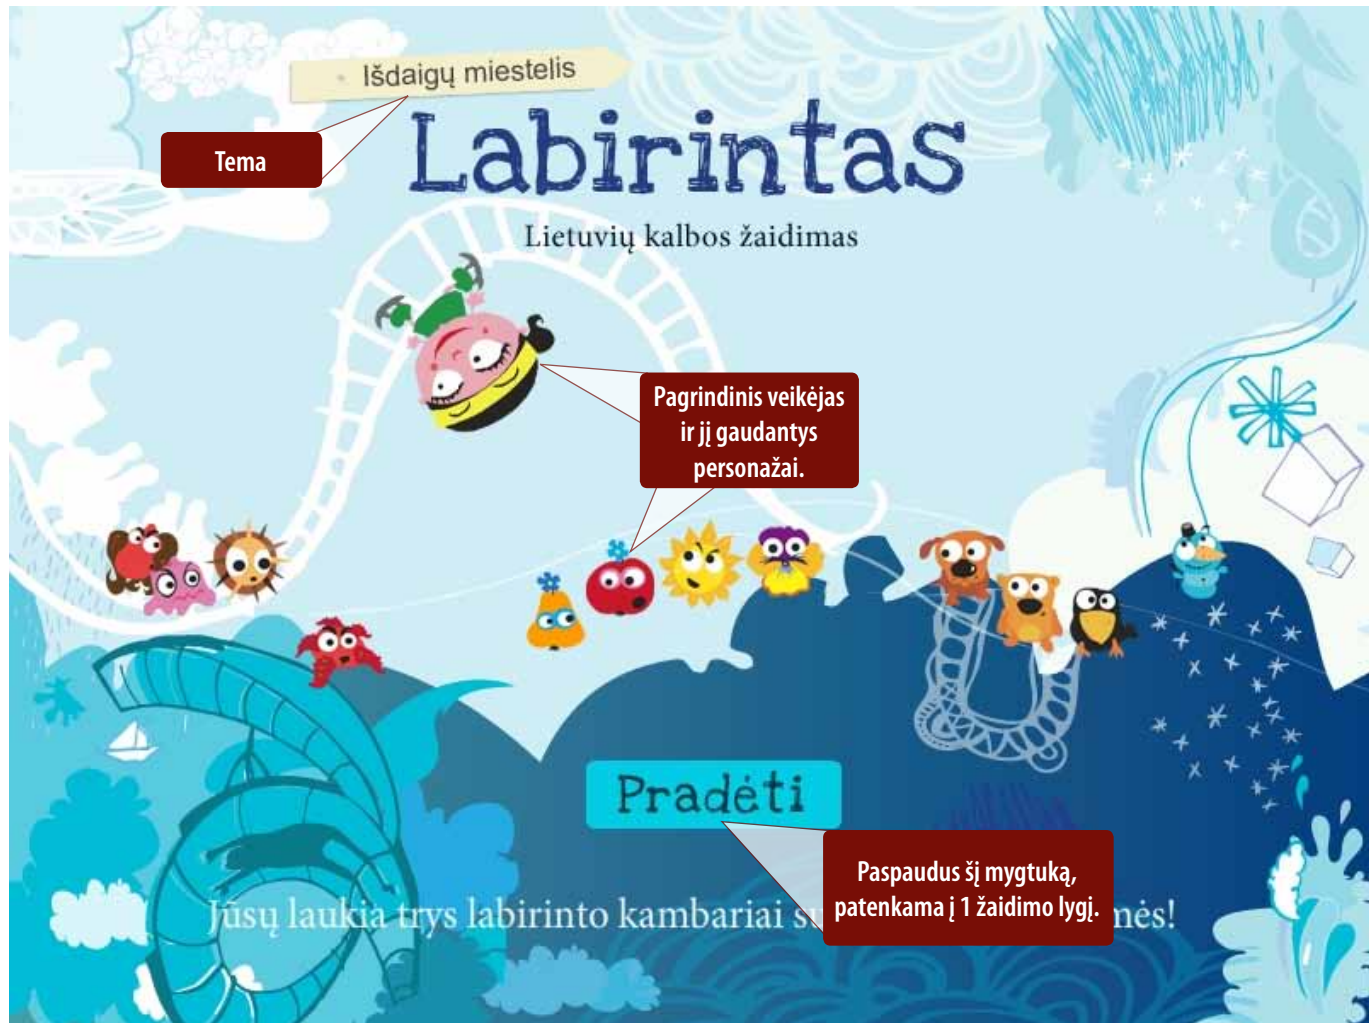 Išdaigų miestelis
Tema
Labirintas
Lietuvių kalbos žaidimas
Pagrindinis veikėjas
ir jį gaudantys
personažai.
Pradėti
Paspaudus šį mygtuką,
patenkama į 1 žaidimo lygį.
Jūsų laukia trys labirinto kambariai